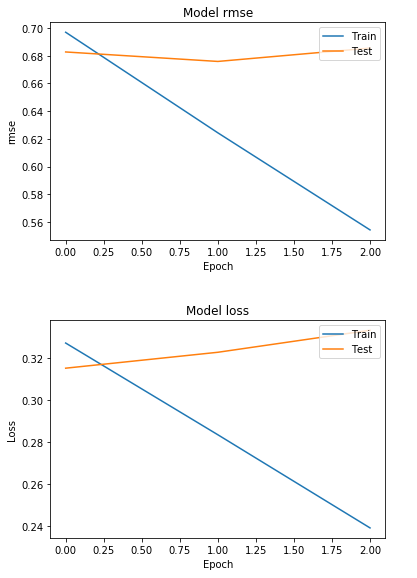 Model rmse
Train
Test
0.70
0.68
0.66
0.64
0.62
0.60
0.58
0.56
rmse
0.00 0.25 0.50 0.75 1.00 1.25 1.50 1.75 2.00
Epoch
Model loss
Train
Test
0.32
0.30
0.28
0.26
0.24
Loss
0.00 0.25 0.50 0.75 1.00 1.25 1.50 1.75 2.00
Epoch